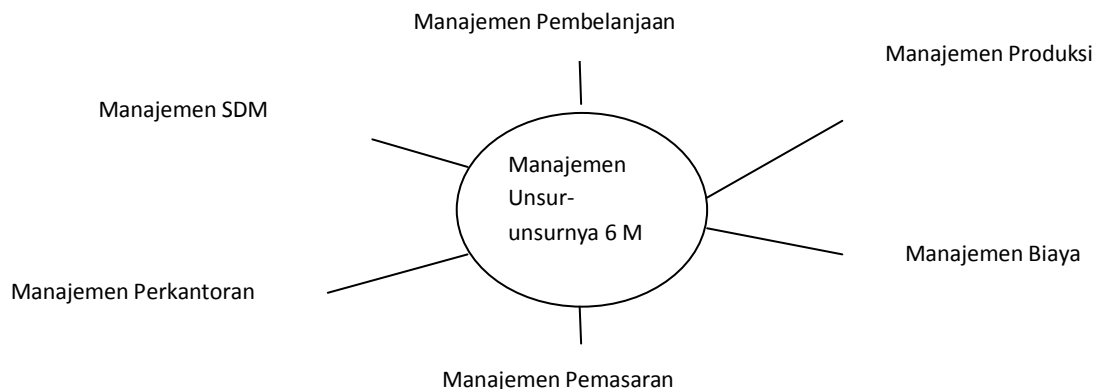 Manajemen Pembelanjaan
Manajemen Produksi
Manajemen SDM
Manajemen
Unsur-
unsurnya 6 M
Manajemen Biaya
Manajemen Perkantoran
Manajemen Pemasaran